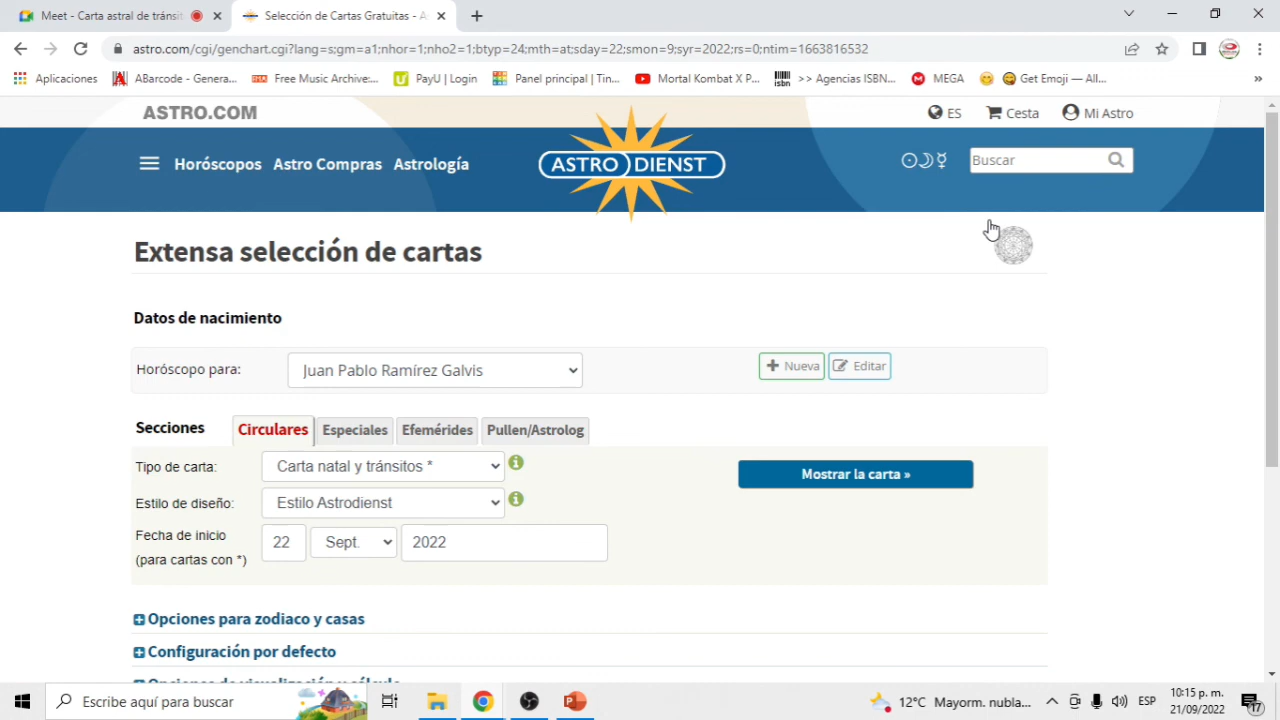 Meet - Carta astral de tránsit
Selección de Cartas Gratuitas - A
astro.com/cgi/genchart.cgi?lang=s;gm=a1;nhor=1;nho2=1;btyp=24;mth=at;sday=22;smon=9;syr=2022;rs=0;ntim=1663816532
Aplicaciones ABarcode - Genera... Free Music Archive:... PayU | Login Panel principal | Tin... Mortal Kombat X P... >> Agencias ISBN... MEGA Get Emoji — All... »
ASTRO.COM ES Cesta Mi Astro
Horóscopos Astro Compras Astrología ASTRO DIENST ☉☽☿ Buscar
Extensa selección de cartas
Datos de nacimiento
Horóscopo para: Juan Pablo Ramírez Galvis Nueva Editar
Secciones Circulares Especiales Efemérides Pullen/Astrolog
Tipo de carta: Carta natal y tránsitos * Mostrar la carta »
Estilo de diseño: Estilo Astrodienst
Fecha de inicio 22 Sept. 2022
(para cartas con *)
Opciones para zodiaco y casas
Configuración por defecto
Opciones de visualización y cálculo
Escribe aquí para buscar 12°C Mayorm. nubla... ESP 10:15 p. m.
21/09/2022 17